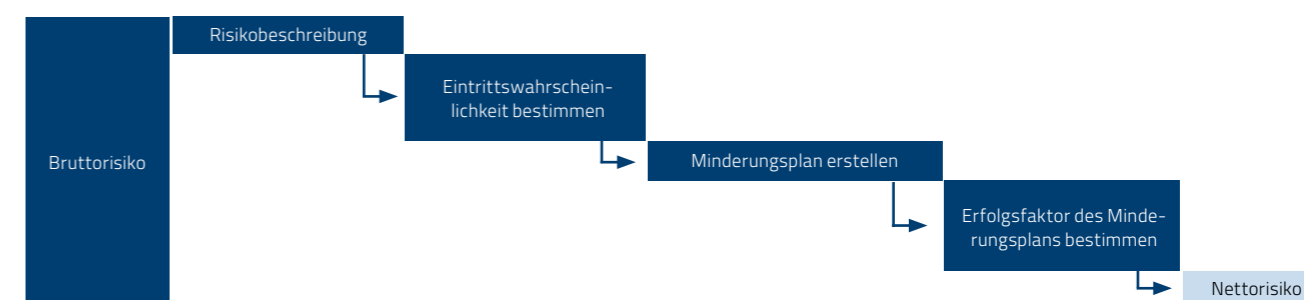 Bruttorisiko
Risikobeschreibung
Eintrittswahrschein-
lichkeit bestimmen
Minderungsplan erstellen
Erfolgsfaktor des Minde-
rungsplans bestimmen
Nettorisiko